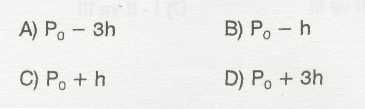 A) P₀ – 3h B) P₀ – h
C) P₀ + h D) P₀ + 3h